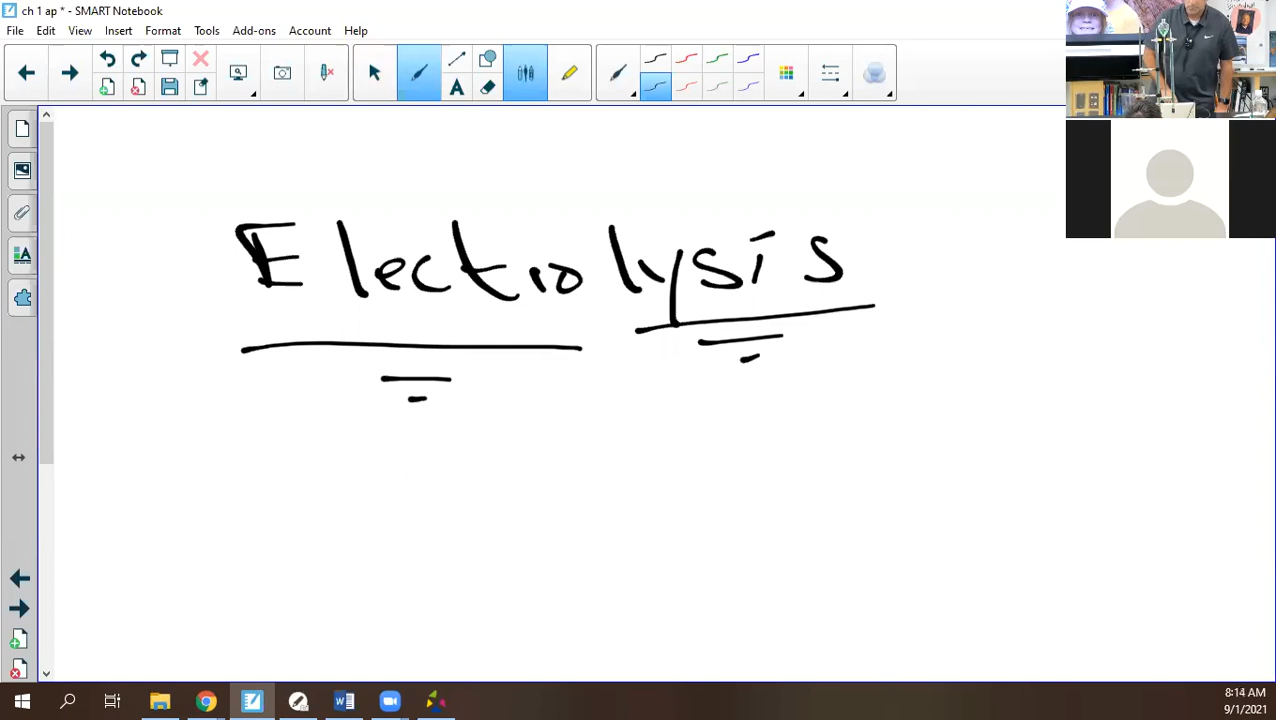 ch 1 ap * - SMART Notebook
File Edit View Insert Format Tools Add-ons Account Help
Electrolysis
8:14 AM
9/1/2021